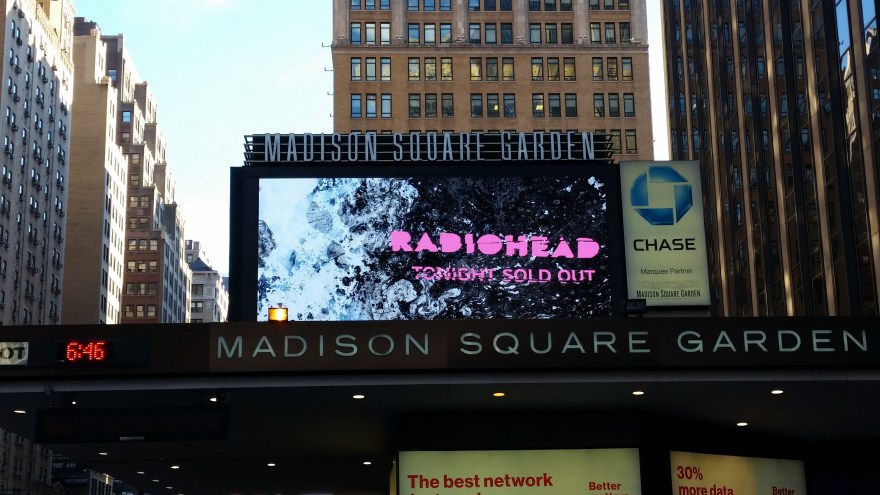 MADISON SQUARE GARDEN
RADIOHEAD
TONIGHT SOLD OUT
CHASE
Marquee Partner
MADISON SQUARE GARDEN
OT
6:46
MADISON SQUARE GARDEN
The best network
Better
30%
more data
Better